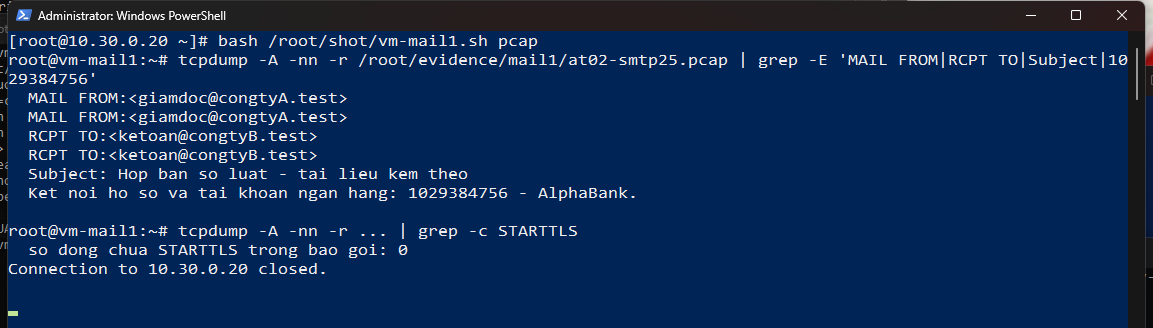 Administrator: Windows PowerShell
[root@10.30.0.20 ~]# bash /root/shot/vm-mail1.sh pcap
root@vm-mail1:~# tcpdump -A -nn -r /root/evidence/mail1/at02-smtp25.pcap | grep -E 'MAIL FROM|RCPT TO|Subject|10
29384756'
MAIL FROM:<giamdoc@congtyA.test>
MAIL FROM:<giamdoc@congtyA.test>
RCPT TO:<ketoan@congtyB.test>
RCPT TO:<ketoan@congtyB.test>
Subject: Hop ban so luat - tai lieu kem theo
Ket noi ho so va tai khoan ngan hang: 1029384756 - AlphaBank.
root@vm-mail1:~# tcpdump -A -nn -r ... | grep -c STARTTLS
so dong chua STARTTLS trong bao goi: 0
Connection to 10.30.0.20 closed.